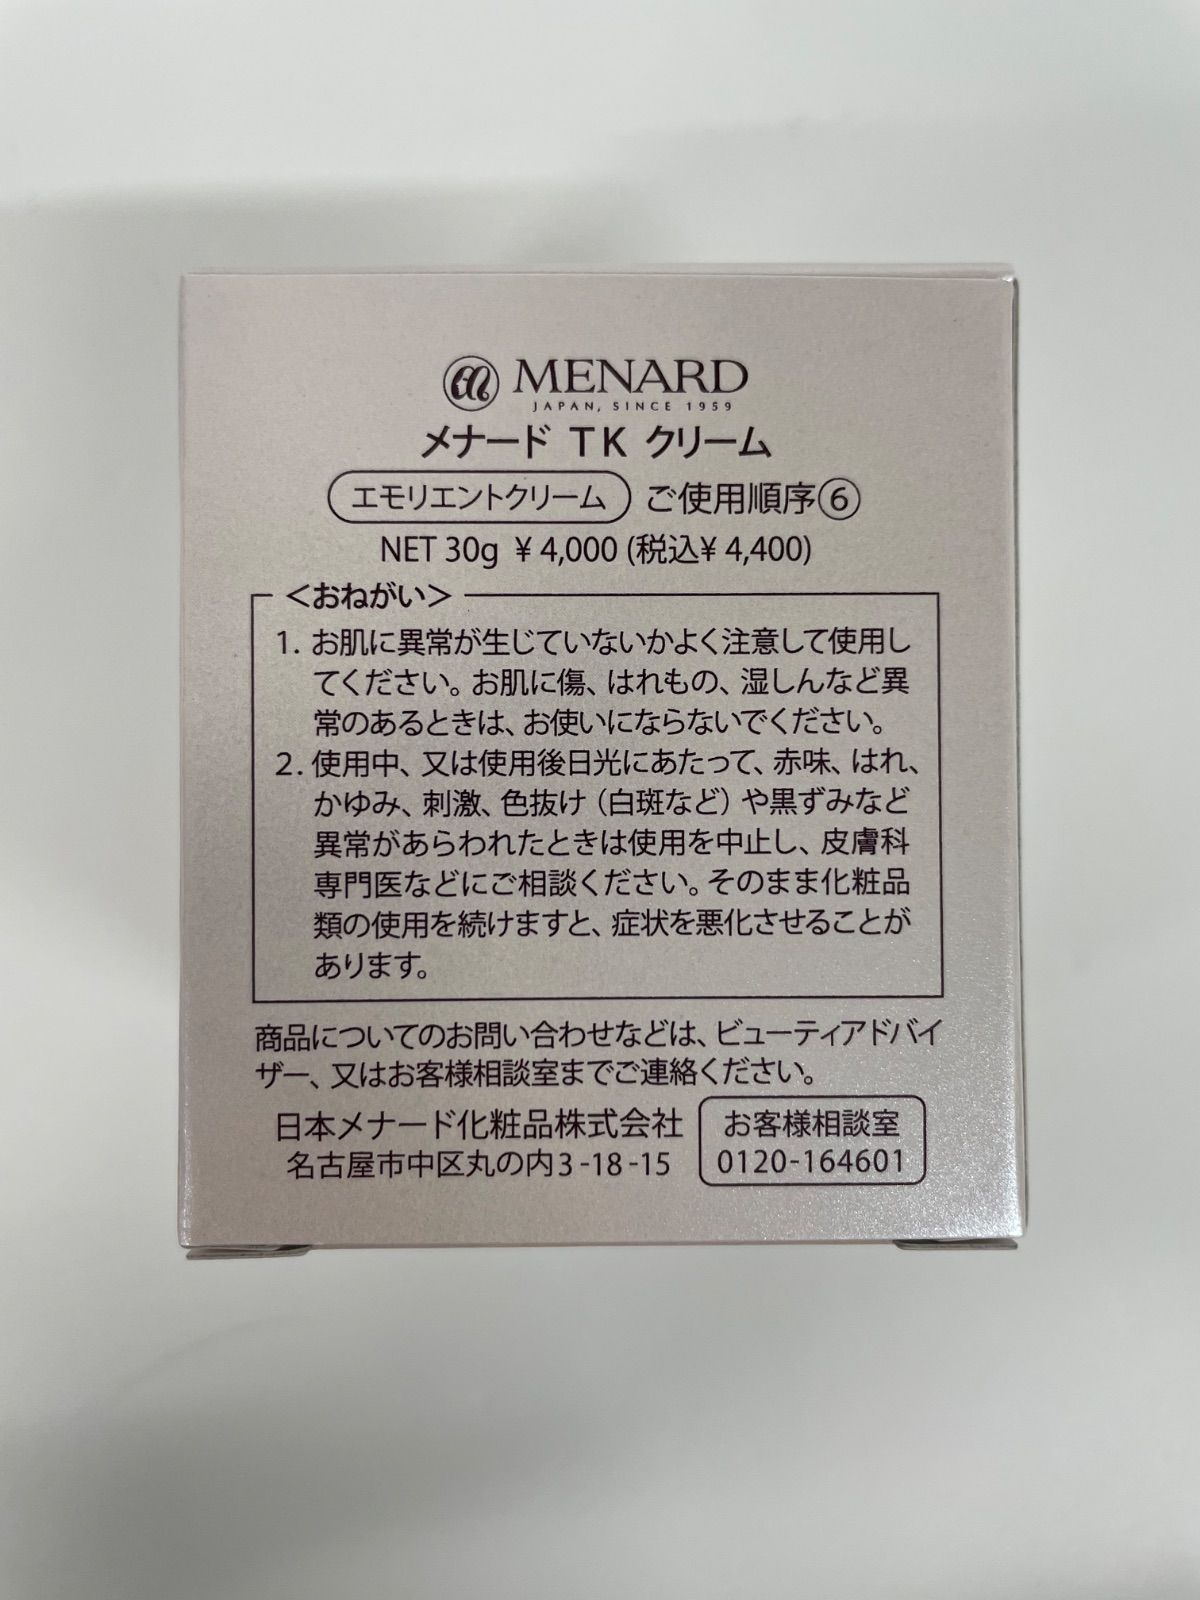 MENARD
JAPAN, SINCE 1959
メナード TK クリーム
エモリエントクリーム ご使用順序⑥
NET 30g ¥4,000 (税込¥4,400)
<おねがい>
1. お肌に異常が生じていないかよく注意して使用し
てください。お肌に傷、はれもの、湿しんなど異
常のあるときは、お使いにならないでください。
2. 使用中、又は使用後日光にあたって、赤味、はれ、
かゆみ、刺激、色抜け（白斑など）や黒ずみなど
異常があらわれたときは使用を中止し、皮膚科
専門医などにご相談ください。そのまま化粧品
類の使用を続けますと、症状を悪化させることが
あります。
商品についてのお問い合わせなどは、ビューティアドバイ
ザー、又はお客様相談室までご連絡ください。
日本メナード化粧品株式会社
名古屋市中区丸の内3-18-15
お客様相談室
0120-164601